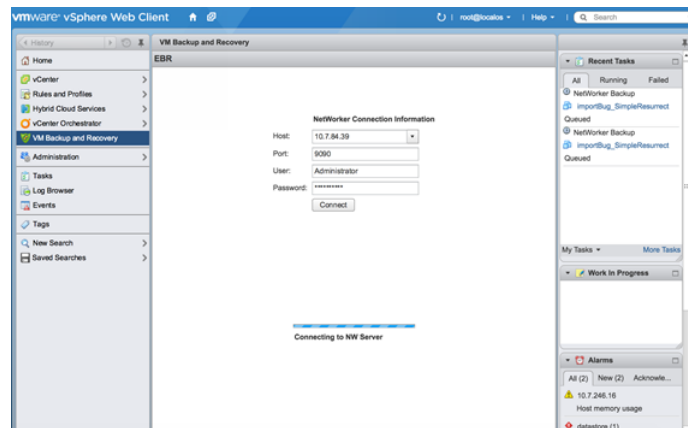 vmware® vSphere Web Client
root@localos
Help
Search
History
Home
vCenter
Rules and Profiles
Hybrid Cloud Services
vCenter Orchestrator
VM Backup and Recovery
Administration
Tasks
Log Browser
Events
Tags
New Search
Saved Searches
VM Backup and Recovery
EBR
NetWorker Connection Information
Host: 10.7.84.39
Port: 9090
User: Administrator
Password: **********
Connect
Connecting to NW Server
Recent Tasks
All Running Failed
NetWorker Backup
importBug_SimpleResurrect
Queued
NetWorker Backup
importBug_SimpleResurrect
Queued
My Tasks More Tasks
Work In Progress
Alarms
All (2) New (2) Acknowle...
10.7.246.16
Host memory usage
datastore (1)